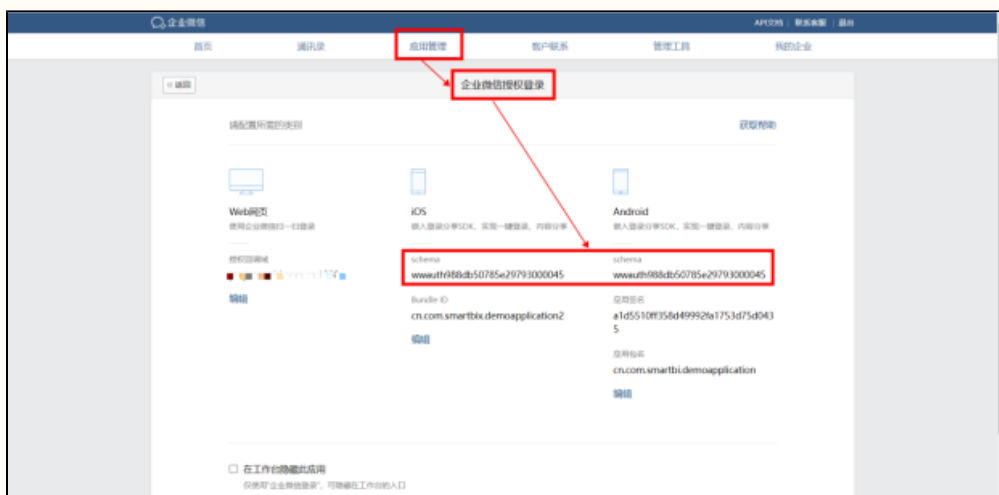 企业微信
API文档 | 联系客服 | 退出
首页 通讯录 应用管理 客户联系 管理工具 我的企业
« 返回
企业微信授权登录
请配置所需的类别
获取帮助
Web网页 iOS Android
使用企业微信扫一扫登录 嵌入登录分享SDK，实现一键登录、内容分享 嵌入登录分享SDK，实现一键登录、内容分享
授权回调域 schema schema
wwauth988db50785e29793000045 wwauth988db50785e29793000045
编辑 Bundle ID 应用签名
cn.com.smartbix.demoapplication2 a1d5510ff358d49992fa1753d75d043
5
编辑 应用包名
cn.com.smartbi.demoapplication
编辑
在工作台隐藏此应用
仅使用"企业微信登录"，可隐藏在工作台的入口